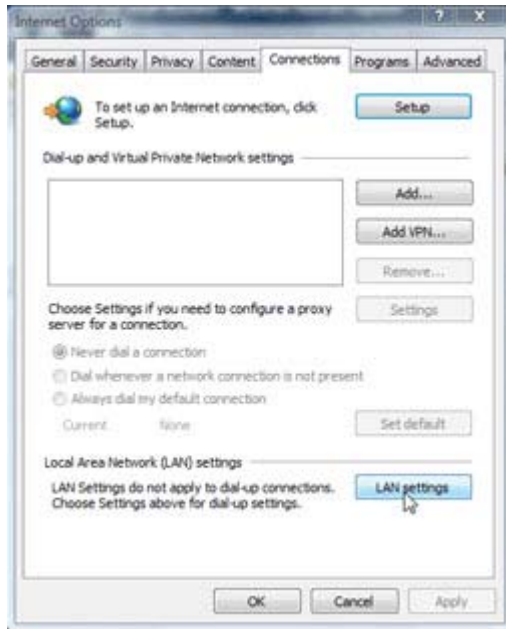 Internet Options
General Security Privacy Content Connections Programs Advanced
To set up an Internet connection, click
Setup.
Setup
Dial-up and Virtual Private Network settings
Add...
Add VPN...
Remove...
Choose Settings if you need to configure a proxy
server for a connection.
Settings
Never dial a connection
Dial whenever a network connection is not present
Always dial my default connection
Current None
Set default
Local Area Network (LAN) settings
LAN Settings do not apply to dial-up connections.
Choose Settings above for dial-up settings.
LAN settings
OK Cancel Apply